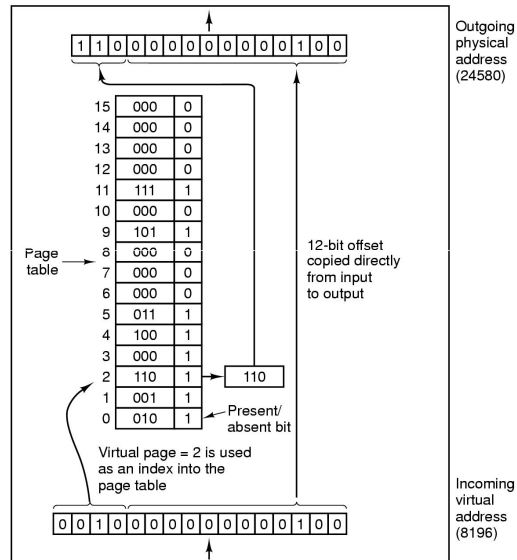 Outgoing
physical
address
(24580)
1 1 0 0 0 0 0 0 0 0 0 0 1 0 0
15 000 0
14 000 0
13 000 0
12 000 0
11 111 1
10 000 0
9 101 1
8 000 0
7 000 0
6 000 0
5 011 1
4 100 1
3 000 1
2 110 1 110
1 001 1
0 010 1
Page
table
12-bit offset
copied directly
from input
to output
Present/
absent bit
Virtual page = 2 is used
as an index into the
page table
0 0 1 0 0 0 0 0 0 0 0 0 0 1 0 0
Incoming
virtual
address
(8196)